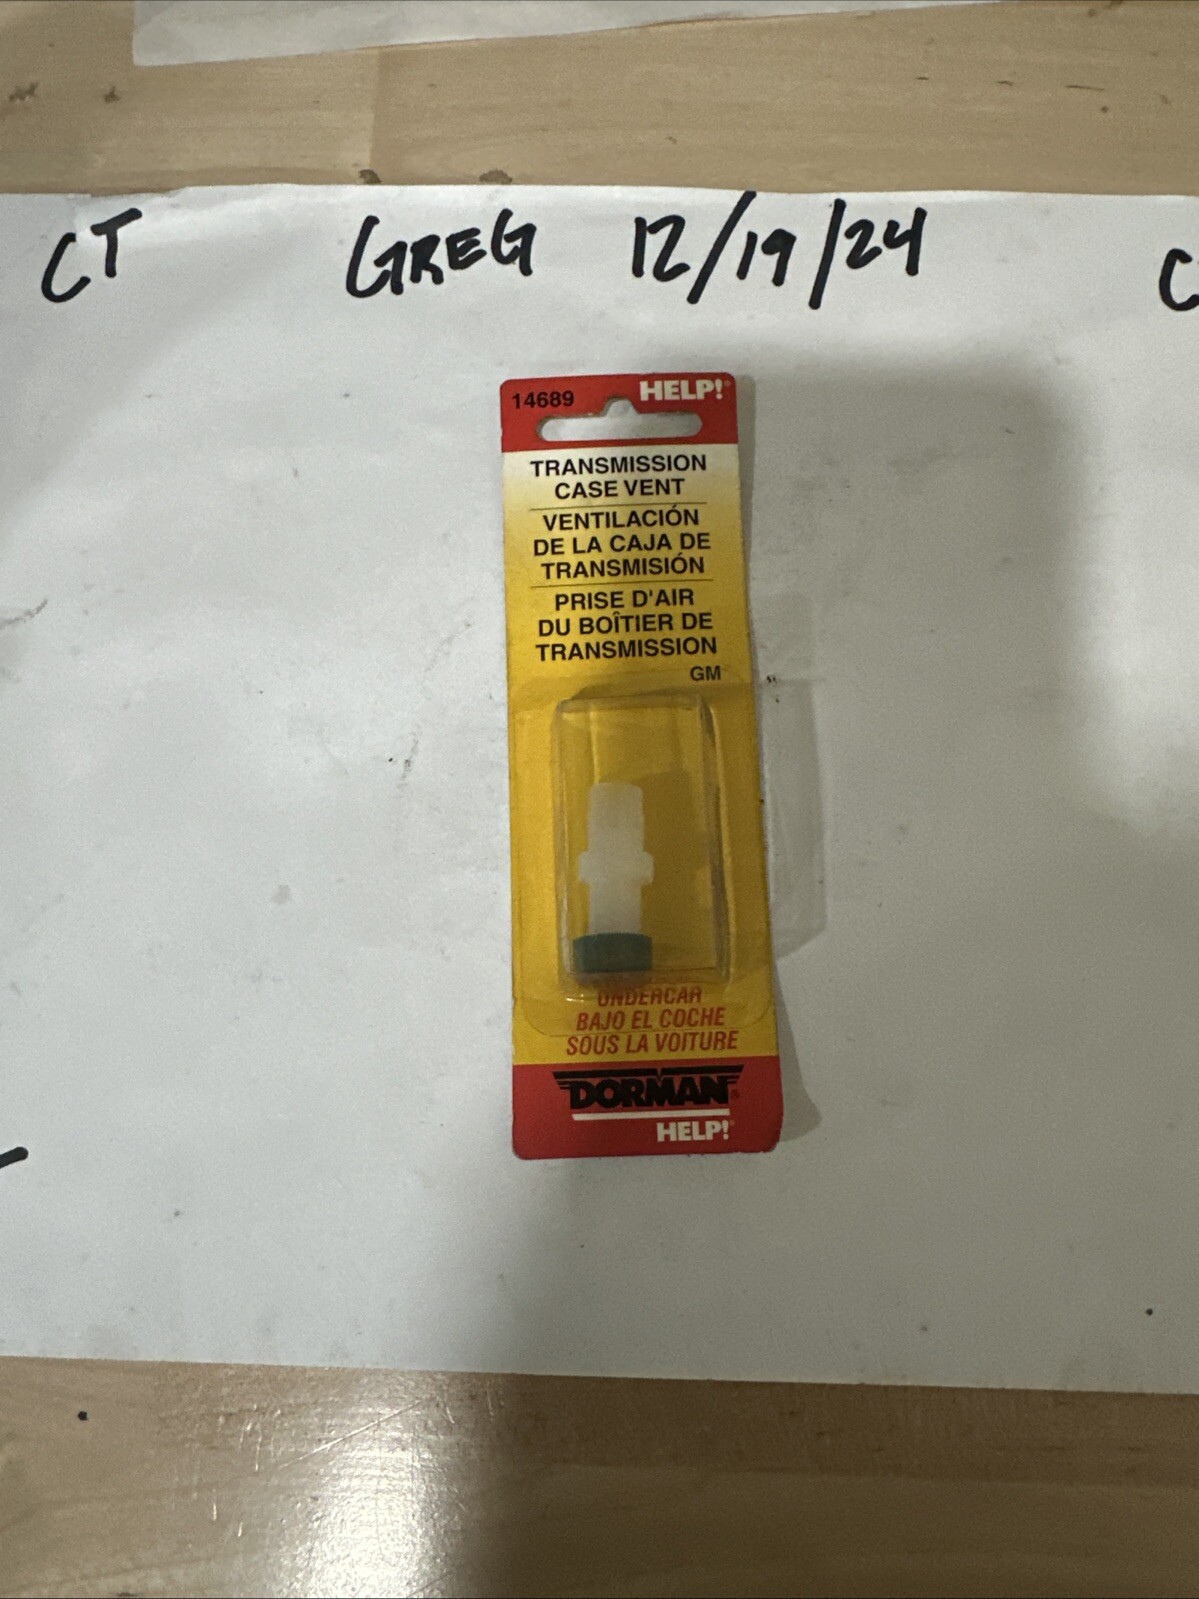 CT GREG 12/19/24 C
14689 HELP!
TRANSMISSION
CASE VENT
VENTILACIÓN
DE LA CAJA DE
TRANSMISIÓN
PRISE D'AIR
DU BOÎTIER DE
TRANSMISSION
GM
UNDERCAR
BAJO EL COCHE
SOUS LA VOITURE
DORMAN®
HELP!